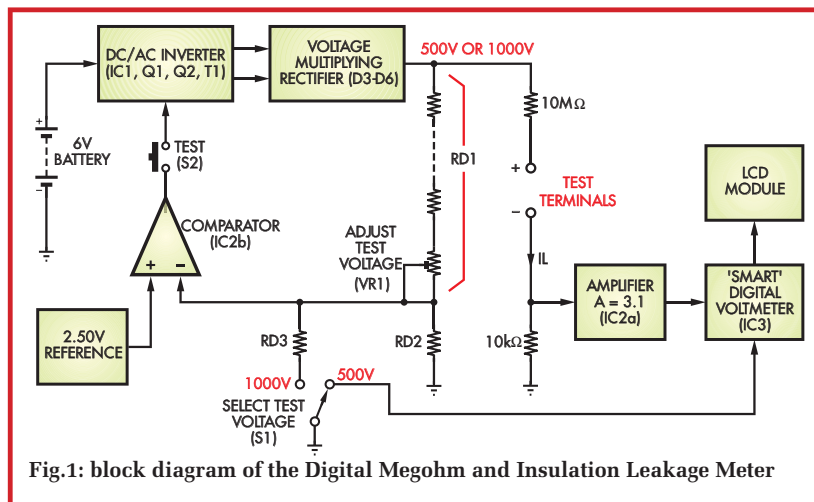 DC/AC INVERTER
(IC1, Q1, Q2, T1)
VOLTAGE
MULTIPLYING
RECTIFIER (D3-D6)
500V OR 1000V
+
6V
BATTERY
−
TEST
(S2)
10MΩ
RD1
+
TEST
TERMINALS
−
LCD
MODULE
COMPARATOR
(IC2b)
+ −
ADJUST
TEST
VOLTAGE
(VR1)
IL
AMPLIFIER
A = 3.1
(IC2a)
'SMART'
DIGITAL
VOLTMETER
(IC3)
2.50V
REFERENCE
RD3
RD2
10kΩ
1000V
500V
SELECT TEST
VOLTAGE
(S1)
Fig.1: block diagram of the Digital Megohm and Insulation Leakage Meter